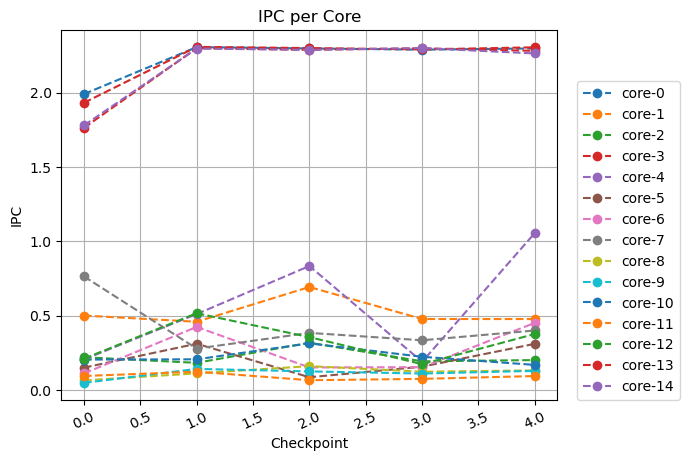 IPC per Core
IPC
2.0
1.5
1.0
0.5
0.0
0.0
0.5
1.0
1.5
2.0
2.5
3.0
3.5
4.0
Checkpoint
core-0
core-1
core-2
core-3
core-4
core-5
core-6
core-7
core-8
core-9
core-10
core-11
core-12
core-13
core-14